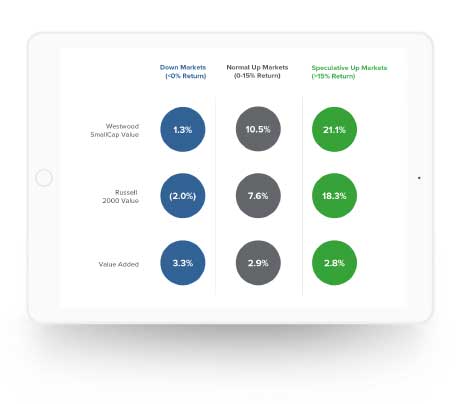 Down Markets
(<0% Return)
Normal Up Markets
(0-15% Return)
Speculative Up Markets
(>15% Return)
Westwood
SmallCap Value
1.3%
10.5%
21.1%
Russell
2000 Value
(2.0%)
7.6%
18.3%
Value Added
3.3%
2.9%
2.8%